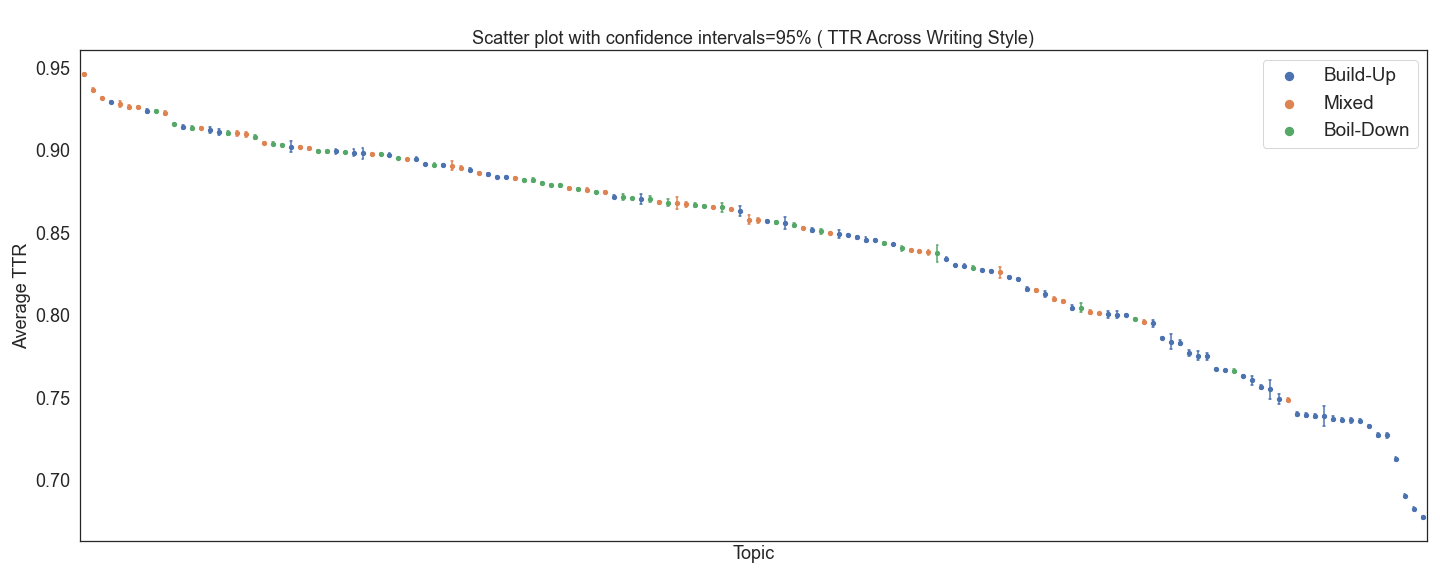 Scatter plot with confidence intervals=95% ( TTR Across Writing Style)
Build-Up
Mixed
Boil-Down
0.95
0.90
0.85
0.80
0.75
0.70
Average TTR
Topic